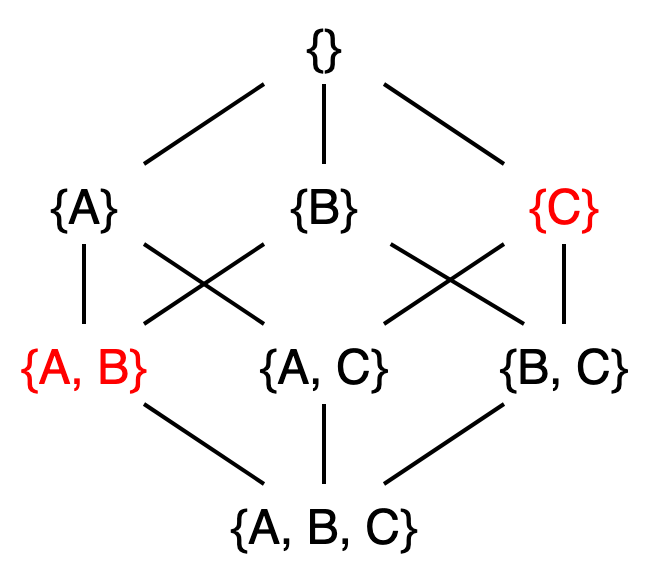 {}
{A} {B} {C}
{A, B} {A, C} {B, C}
{A, B, C}